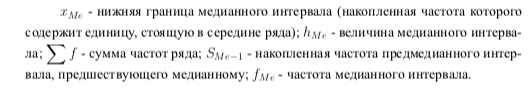 x_{Me} - нижняя граница медианного интервала (накопленная частота которого
содержит единицу, стоящую в середине ряда); h_{Me} - величина медианного интерва-
ла; ∑ f - сумма частот ряда; S_{Me-1} - накопленная частота предмедианного интер-
вала, предшествующего медианному; f_{Me} - частота медианного интервала.